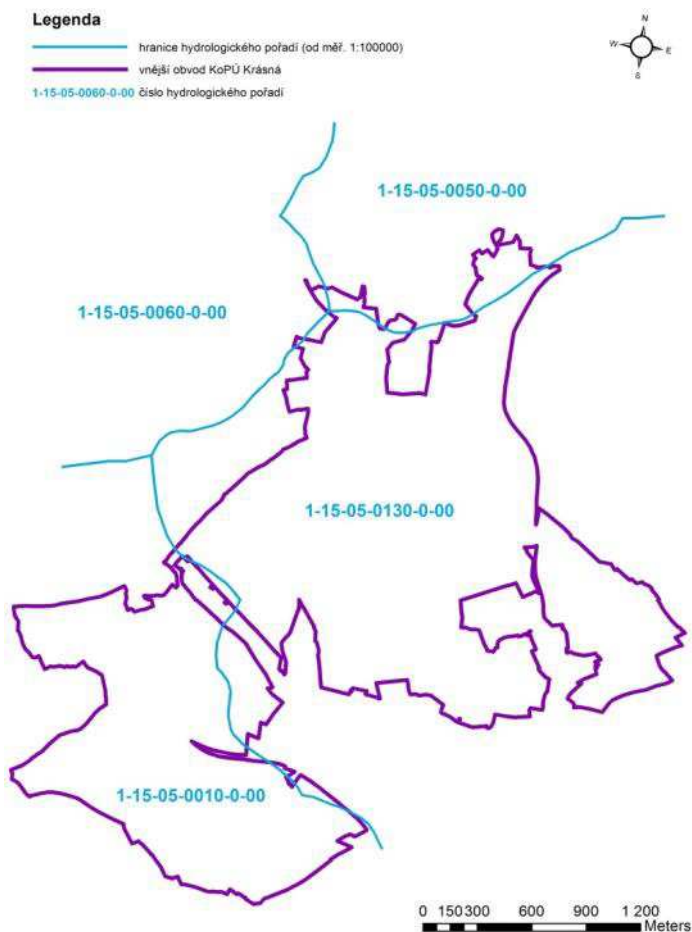 Legenda
hranice hydrologického pořadí (od měř. 1:100000)
vnější obvod KoPÚ Krásná
1-15-05-0060-0-00 číslo hydrologického pořadí
N
W E
S
1-15-05-0050-0-00
1-15-05-0060-0-00
1-15-05-0130-0-00
1-15-05-0010-0-00
0 150 300 600 900 1 200
Meters